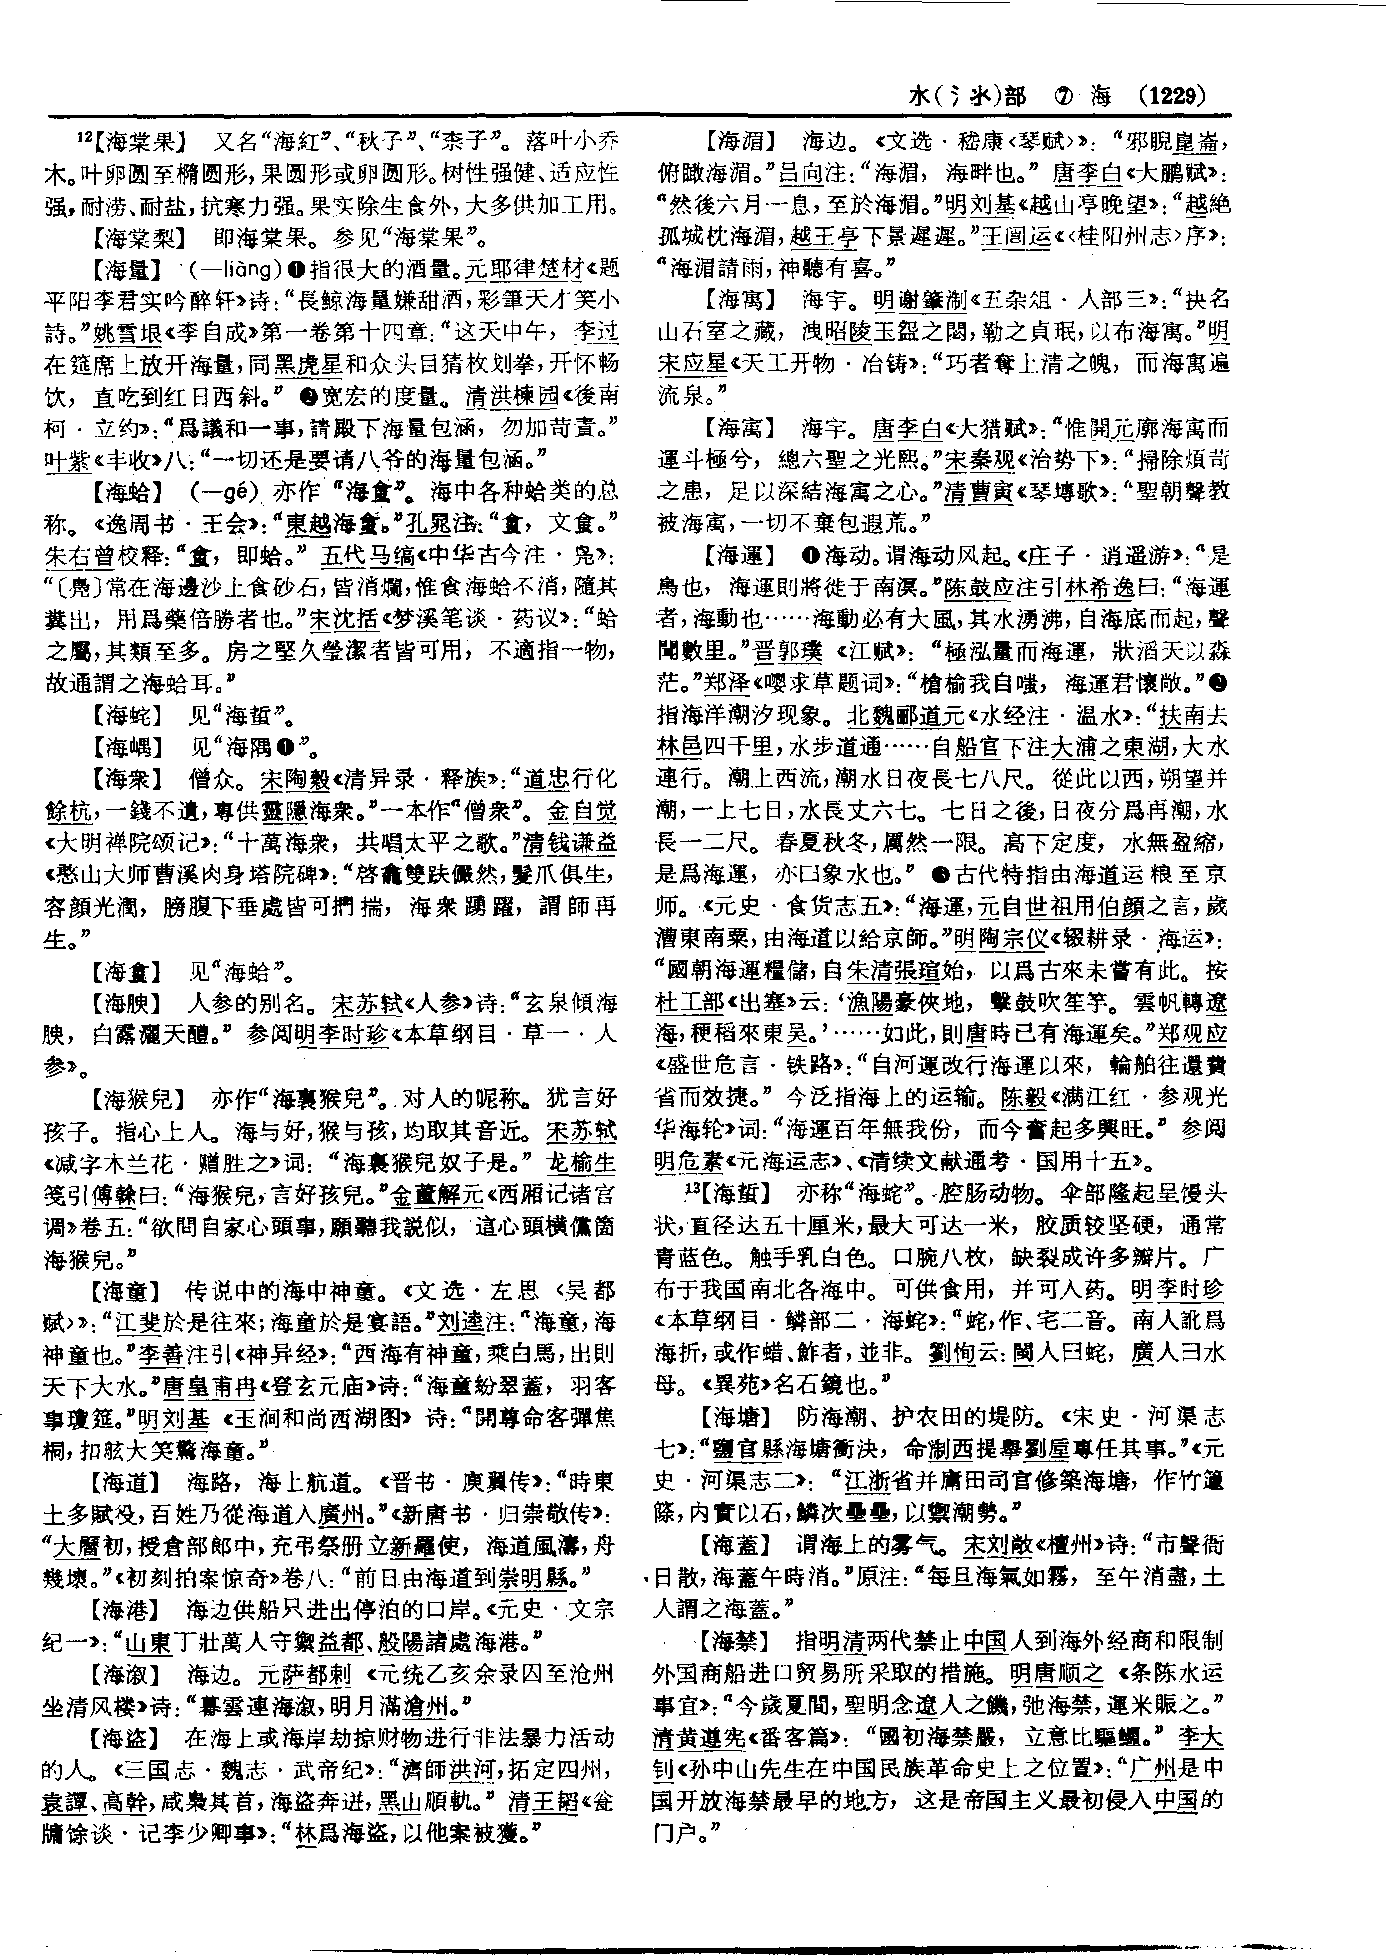 水(氵氺)部 ⑦ 海 (1229)
¹²【海棠果】 又名“海紅”、“秋子”、“柰子”。落叶小乔
木。叶卵圆至椭圆形，果圆形或卵圆形。树性强健、适应性
强，耐涝、耐盐，抗寒力强。果实除生食外，大多供加工用。
【海棠梨】 即海棠果。参见“海棠果”。
【海量】 (—liàng)❶指很大的酒量。元耶律楚材《题
平阳李君实吟醉轩》诗：“長鯨海量嫌甜酒，彩筆天才笑小
詩。”姚雪垠《李自成》第一卷第十四章：“这天中午，李过
在筵席上放开海量，同黑虎星和众头目猜枚划拳，开怀畅
饮，直吃到红日西斜。” ❷宽宏的度量。清洪楝园《後南
柯·立约》：“爲議和一事，請殿下海量包涵，勿加苛責。”
叶紫《丰收》八：“一切还是要请八爷的海量包涵。”
【海蛤】 (—gé) 亦作“海𧉧”。海中各种蛤类的总
称。《逸周书·王会》：“東越海𧉧。”孔晁注：“𧉧，文𧉧。”
朱右曾校释：“𧉧，即蛤。” 五代马缟《中华古今注·凫》：
“〔鳧〕常在海邊沙上食砂石，皆消爛，惟食海蛤不消，隨其
糞出，用爲藥倍勝者也。”宋沈括《梦溪笔谈·药议》：“蛤
之屬，其類至多。房之堅久瑩潔者皆可用，不適指一物，
故通謂之海蛤耳。”
【海蛇】 见“海蜇”。
【海嵎】 见“海隅❶”。
【海衆】 僧众。宋陶穀《清异录·释族》：“道忠行化
餘杭，一錢不遺，專供靈隱海衆。”一本作“僧衆”。金自觉
《大明禅院颂记》：“十萬海衆，共唱太平之歌。”清钱谦益
《憨山大师曹溪肉身塔院碑》：“啓龕雙趺儼然，髮爪俱生，
容顔光潤，膀腹下垂處皆可捫揣，海衆踴躍，謂師再
生。”
【海𧉧】 见“海蛤”。
【海腴】 人参的别名。宋苏轼《人参》诗：“玄泉傾海
腴，白露灑天醴。” 参阅明李时珍《本草纲目·草一·人
参》。
【海猴兒】 亦作“海裏猴兒”。对人的昵称。犹言好
孩子。指心上人。海与好，猴与孩，均取其音近。宋苏轼
《减字木兰花·赠胜之》词：“海裏猴兒奴子是。” 龙榆生
笺引傅榦曰：“海猴兒，言好孩兒。”金董解元《西厢记诸宫
调》卷五：“欲問自家心頭事，願聽我説似，這心頭横儻箇
海猴兒。”
【海童】 传说中的海中神童。《文选·左思〈吴都
赋〉》：“江斐於是往來；海童於是宴語。”刘逵注：“海童，海
神童也。”李善注引《神异经》：“西海有神童，乘白馬，出則
天下大水。”唐皇甫冉《登玄元庙》诗：“海童紛翠蓋，羽客
事瓊筵。”明刘基《玉涧和尚西湖图》诗：“開尊命客彈焦
桐，扣舷大笑驚海童。”
【海道】 海路，海上航道。《晋书·庾翼传》：“時東
土多賦役，百姓乃從海道入廣州。”《新唐书·归崇敬传》：
“大曆初，授倉部郎中，充弔祭册立新羅使，海道風濤，舟
幾壞。”《初刻拍案惊奇》卷八：“前日由海道到崇明縣。”
【海港】 海边供船只进出停泊的口岸。《元史·文宗
纪一》：“山東丁壯萬人守禦益都、般陽諸處海港。”
【海溆】 海边。元萨都剌《元统乙亥余录囚至沧州
坐清风楼》诗：“暮雲連海溆，明月滿滄州。”
【海盗】 在海上或海岸劫掠财物进行非法暴力活动
的人。《三国志·魏志·武帝纪》：“濟師洪河，拓定四州，
袁譚、高幹，咸梟其首，海盜奔迸，黑山順軌。” 清王韬《瓮
牖馀谈·记李少卿事》：“林爲海盜，以他案被獲。”
【海湄】 海边。《文选·嵇康〈琴赋〉》：“邪睨崑崙，
俯瞰海湄。”吕向注：“海湄，海畔也。” 唐李白《大鹏赋》：
“然後六月一息，至於海湄。”明刘基《越山亭晚望》：“越絶
孤城枕海湄，越王亭下景遲遲。”王闿运《〈桂阳州志〉序》：
“海湄請雨，神聽有喜。”
【海寓】 海宇。明谢肇淛《五杂俎·人部三》：“抉名
山石室之藏，洩昭陵玉盌之閟，勒之貞珉，以布海寓。”明
宋应星《天工开物·冶铸》：“巧者奪上清之魄，而海寓遍
流泉。”
【海寓】 海宇。唐李白《大猎赋》：“惟開元廓海寓而
運斗極兮，總六聖之光熙。”宋秦观《治势下》：“掃除煩苛
之患，足以深結海寓之心。”清曹寅《琴塼歌》：“聖朝聲教
被海寓，一切不棄包遐荒。”
【海運】 ❶海动。谓海动风起。《庄子·逍遥游》：“是
鳥也，海運則將徙于南溟。”陈鼓应注引林希逸曰：“海運
者，海動也······海動必有大風，其水湧沸，自海底而起，聲
聞數里。”晋郭璞《江赋》：“極泓量而海運，狀滔天以淼
茫。”郑泽《嘤求草题词》：“槍榆我自嗤，海運君懷敞。”❷
指海洋潮汐现象。北魏郦道元《水经注·温水》：“扶南去
林邑四千里，水步道通······自船官下注大浦之東湖，大水
連行。潮上西流，潮水日夜長七八尺。從此以西，朔望并
潮，一上七日，水長丈六七。七日之後，日夜分爲再潮，水
長一二尺。春夏秋冬，厲然一限。高下定度，水無盈縮，
是爲海運，亦曰象水也。” ❸古代特指由海道运粮至京
师。《元史·食货志五》：“海運，元自世祖用伯顏之言，歲
漕東南粟，由海道以給京師。”明陶宗仪《辍耕录·海运》：
“國朝海運糧儲，自朱清張瑄始，以爲古來未嘗有此。按
杜工部《出塞》云：‘漁陽豪俠地，擊鼓吹笙竽。雲帆轉遼
海，粳稻來東吴。’······如此，則唐時已有海運矣。”郑观应
《盛世危言·铁路》：“自河運改行海運以來，輪舶往還費
省而效捷。” 今泛指海上的运输。陈毅《满江红·参观光
华海轮》词：“海運百年無我份，而今奮起多興旺。” 参阅
明危素《元海运志》、《清续文献通考·国用十五》。
¹³【海蜇】 亦称“海蛇”。腔肠动物。伞部隆起呈馒头
状，直径达五十厘米，最大可达一米，胶质较坚硬，通常
青蓝色。触手乳白色。口腕八枚，缺裂成许多瓣片。广
布于我国南北各海中。可供食用，并可入药。明李时珍
《本草纲目·鳞部二·海蛇》：“蛇，作、宅二音。南人訛爲
海折，或作蜡、鮓者，並非。劉恂云：閩人曰蛇，廣人曰水
母。《異苑》名石鏡也。”
【海塘】 防海潮、护农田的堤防。《宋史·河渠志
七》：“鹽官縣海塘衝決，命浙西提舉劉垕專任其事。”《元
史·河渠志二》：“江浙省并庸田司官修築海塘，作竹籧
篨，内實以石，鱗次壘疊，以禦潮勢。”
【海蓋】 谓海上的雾气。宋刘敞《檀州》诗：“市聲衙
日散，海蓋午時消。”原注：“每旦海氣如霧，至午消盡，土
人謂之海蓋。”
【海禁】 指明清两代禁止中国人到海外经商和限制
外国商船进口贸易所采取的措施。明唐顺之《条陈水运
事宜》：“今歲夏間，聖明念遼人之饑，弛海禁，運米賑之。”
清黄遵宪《番客篇》：“國初海禁嚴，立意比驅鱷。” 李大
钊《孙中山先生在中国民族革命史上之位置》：“广州是中
国开放海禁最早的地方，这是帝国主义最初侵入中国的
门户。”